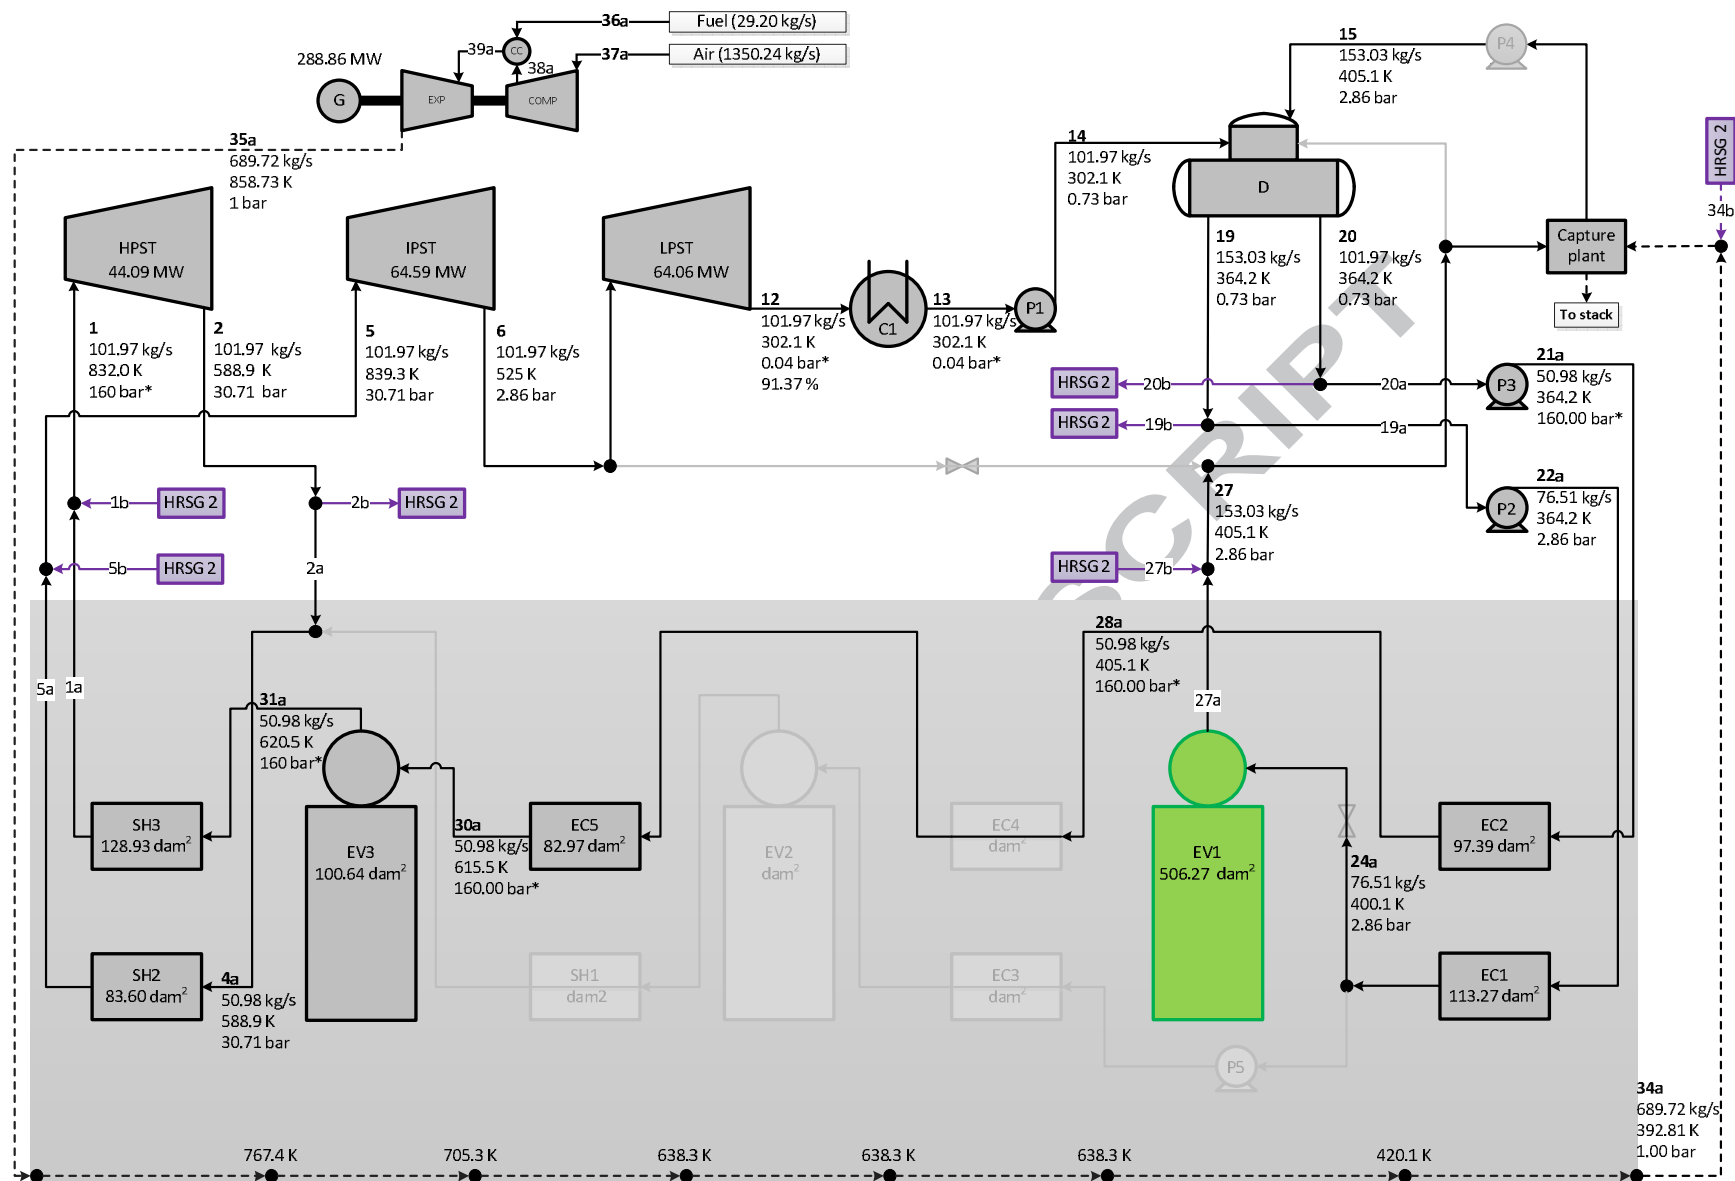 36a
Fuel (29.20 kg/s)
37a
Air (1350.24 kg/s)
39a
CC
38a
288.86 MW
G
EXP
COMP
35a
689.72 kg/s
858.73 K
1 bar
15
153.03 kg/s
405.1 K
2.86 bar
P4
HRSG 2
34b
14
101.97 kg/s
302.1 K
0.73 bar
D
HPST
44.09 MW
IPST
64.59 MW
LPST
64.06 MW
Capture
plant
To stack
19
153.03 kg/s
364.2 K
0.73 bar
20
101.97 kg/s
364.2 K
0.73 bar
1
101.97 kg/s
832.0 K
160 bar*
2
101.97 kg/s
588.9 K
30.71 bar
5
101.97 kg/s
839.3 K
30.71 bar
6
101.97 kg/s
525 K
2.86 bar
12
101.97 kg/s
302.1 K
0.04 bar*
91.37 %
C1
13
101.97 kg/s
302.1 K
0.04 bar*
P1
HRSG 2
20b
20a
P3
21a
50.98 kg/s
364.2 K
160.00 bar*
HRSG 2
19b
19a
SCRIPT
1b
HRSG 2
2b
HRSG 2
27
153.03 kg/s
405.1 K
2.86 bar
P2
22a
76.51 kg/s
364.2 K
2.86 bar
5b
HRSG 2
2a
HRSG 2
27b
28a
50.98 kg/s
405.1 K
160.00 bar*
5a
1a
31a
50.98 kg/s
620.5 K
160 bar*
27a
SH3
128.93 dam²
EV3
100.64 dam²
30a
50.98 kg/s
615.5 K
160.00 bar*
EC5
82.97 dam²
EV2
dam²
EC4
dam²
EV1
506.27 dam²
24a
76.51 kg/s
400.1 K
2.86 bar
EC2
97.39 dam²
SH2
83.60 dam²
4a
50.98 kg/s
588.9 K
30.71 bar
SH1
dam2
EC3
dam²
EC1
113.27 dam²
P5
34a
689.72 kg/s
392.81 K
1.00 bar
767.4 K
705.3 K
638.3 K
638.3 K
638.3 K
420.1 K